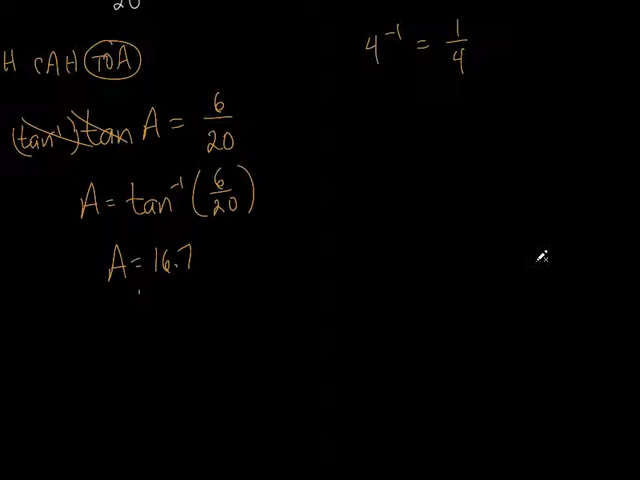 20
H CAH TOA
(tan⁻¹) tan A = 6/20
A = tan⁻¹ (6/20)
A = 16.7
4⁻¹ = 1/4